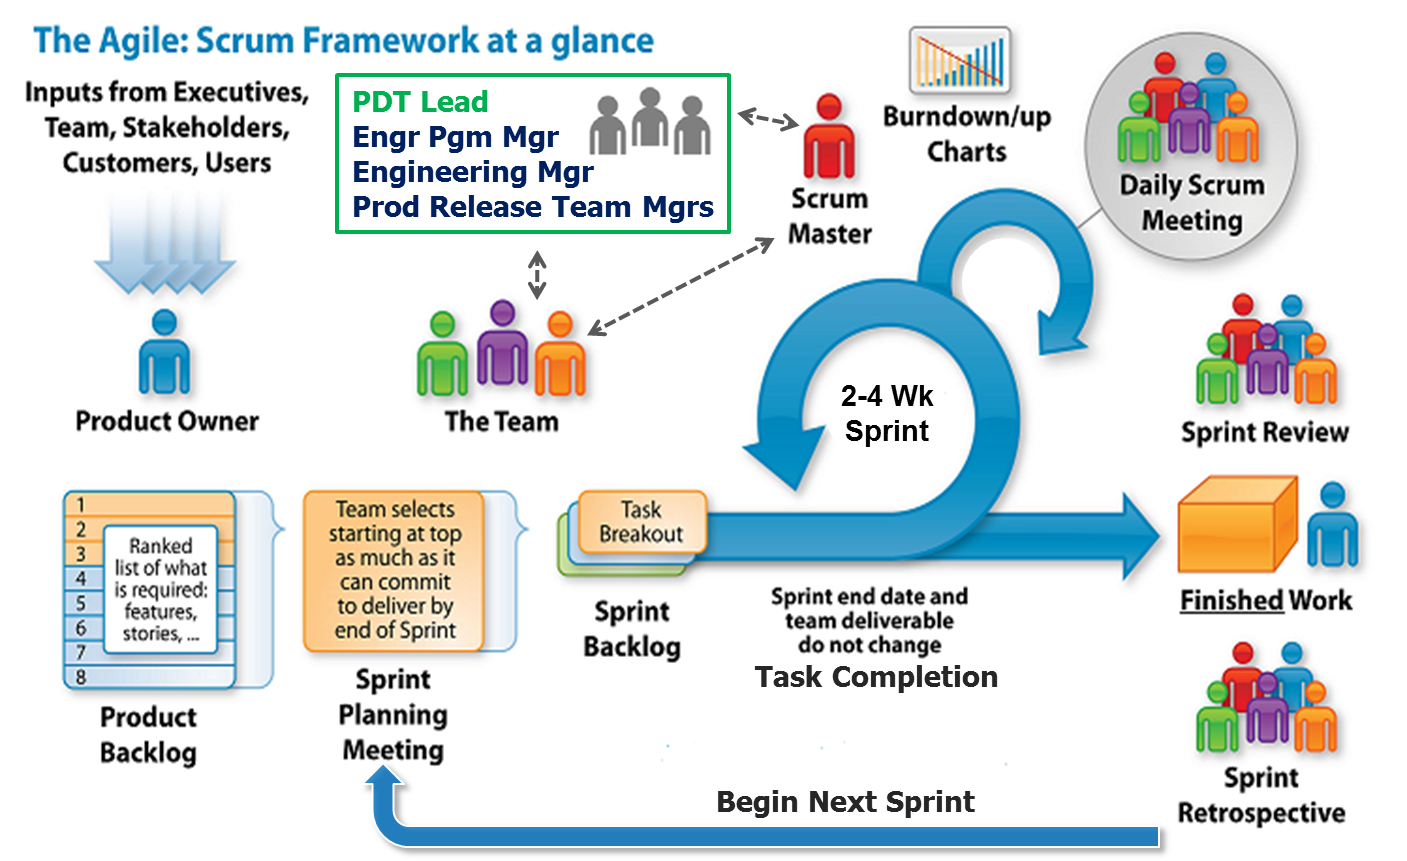 The Agile: Scrum Framework at a glance
Inputs from Executives,
Team, Stakeholders,
Customers, Users
PDT Lead
Engr Pgm Mgr
Engineering Mgr
Prod Release Team Mgrs
Scrum
Master
Burndown/up
Charts
Daily Scrum
Meeting
Product Owner
The Team
2-4 Wk
Sprint
Sprint Review
1
2
3
4
5
6
7
8
Ranked
list of what
is required:
features,
stories, ...
Product
Backlog
Team selects
starting at top
as much as it
can commit
to deliver by
end of Sprint
Sprint
Planning
Meeting
Task
Breakout
Sprint
Backlog
Sprint end date and
team deliverable
do not change
Task Completion
Finished Work
Sprint
Retrospective
Begin Next Sprint